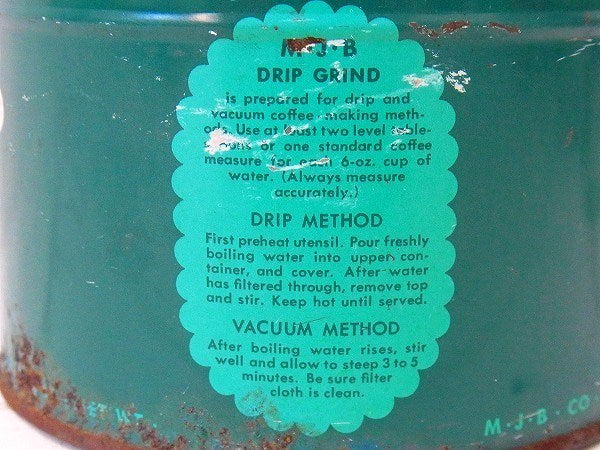 M·J·B
DRIP GRIND
is prepared for drip and
vacuum coffee making meth-
ods. Use at least two level table-
spoons or one standard coffee
measure for each 6-oz. cup of
water. (Always measure
accurately.)
DRIP METHOD
First preheat utensil. Pour freshly
boiling water into upper con-
tainer, and cover. After water
has filtered through, remove top
and stir. Keep hot until served.
VACUUM METHOD
After boiling water rises, stir
well and allow to steep 3 to 5
minutes. Be sure filter
cloth is clean.
M·J·B·CO